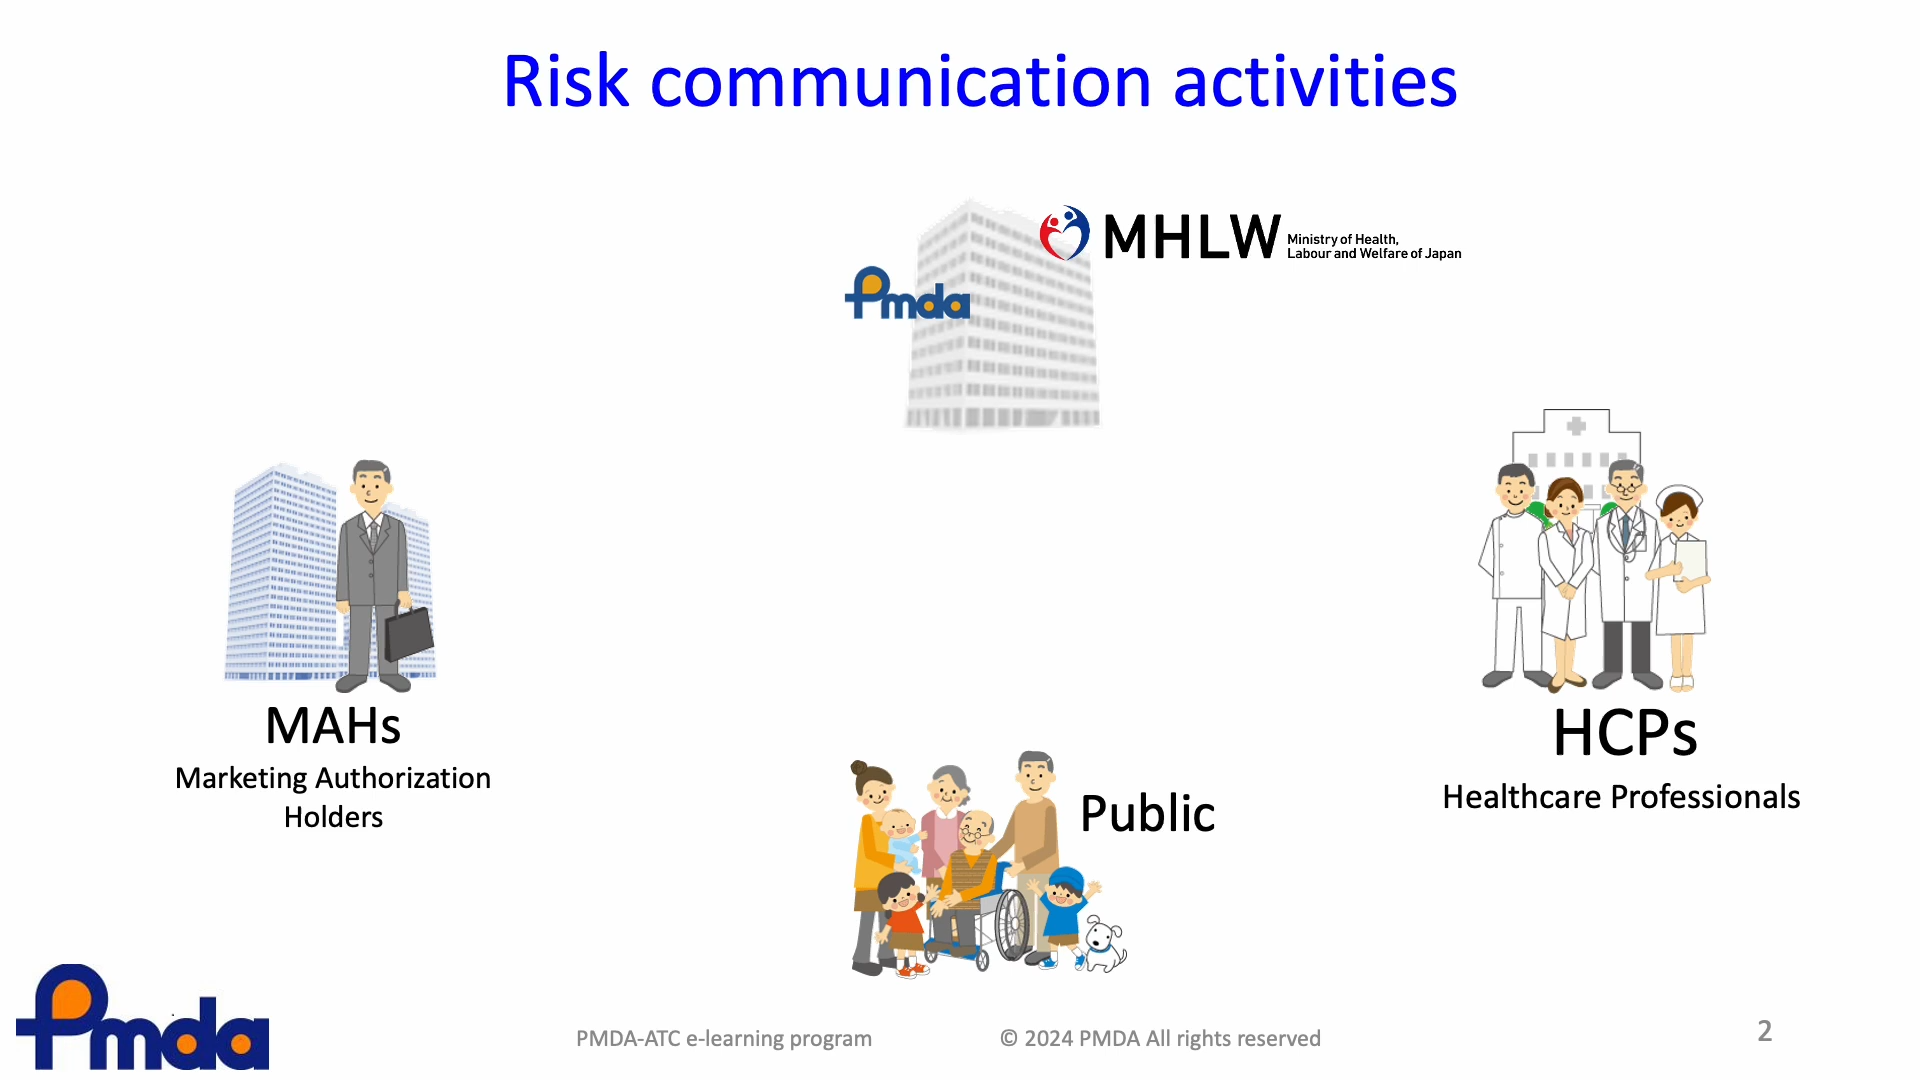 Risk communication activities
MHLW
Ministry of Health,
Labour and Welfare of Japan
Pmda
MAHs
Marketing Authorization
Holders
HCPs
Healthcare Professionals
Public
Pmda
PMDA-ATC e-learning program
© 2024 PMDA All rights reserved
2